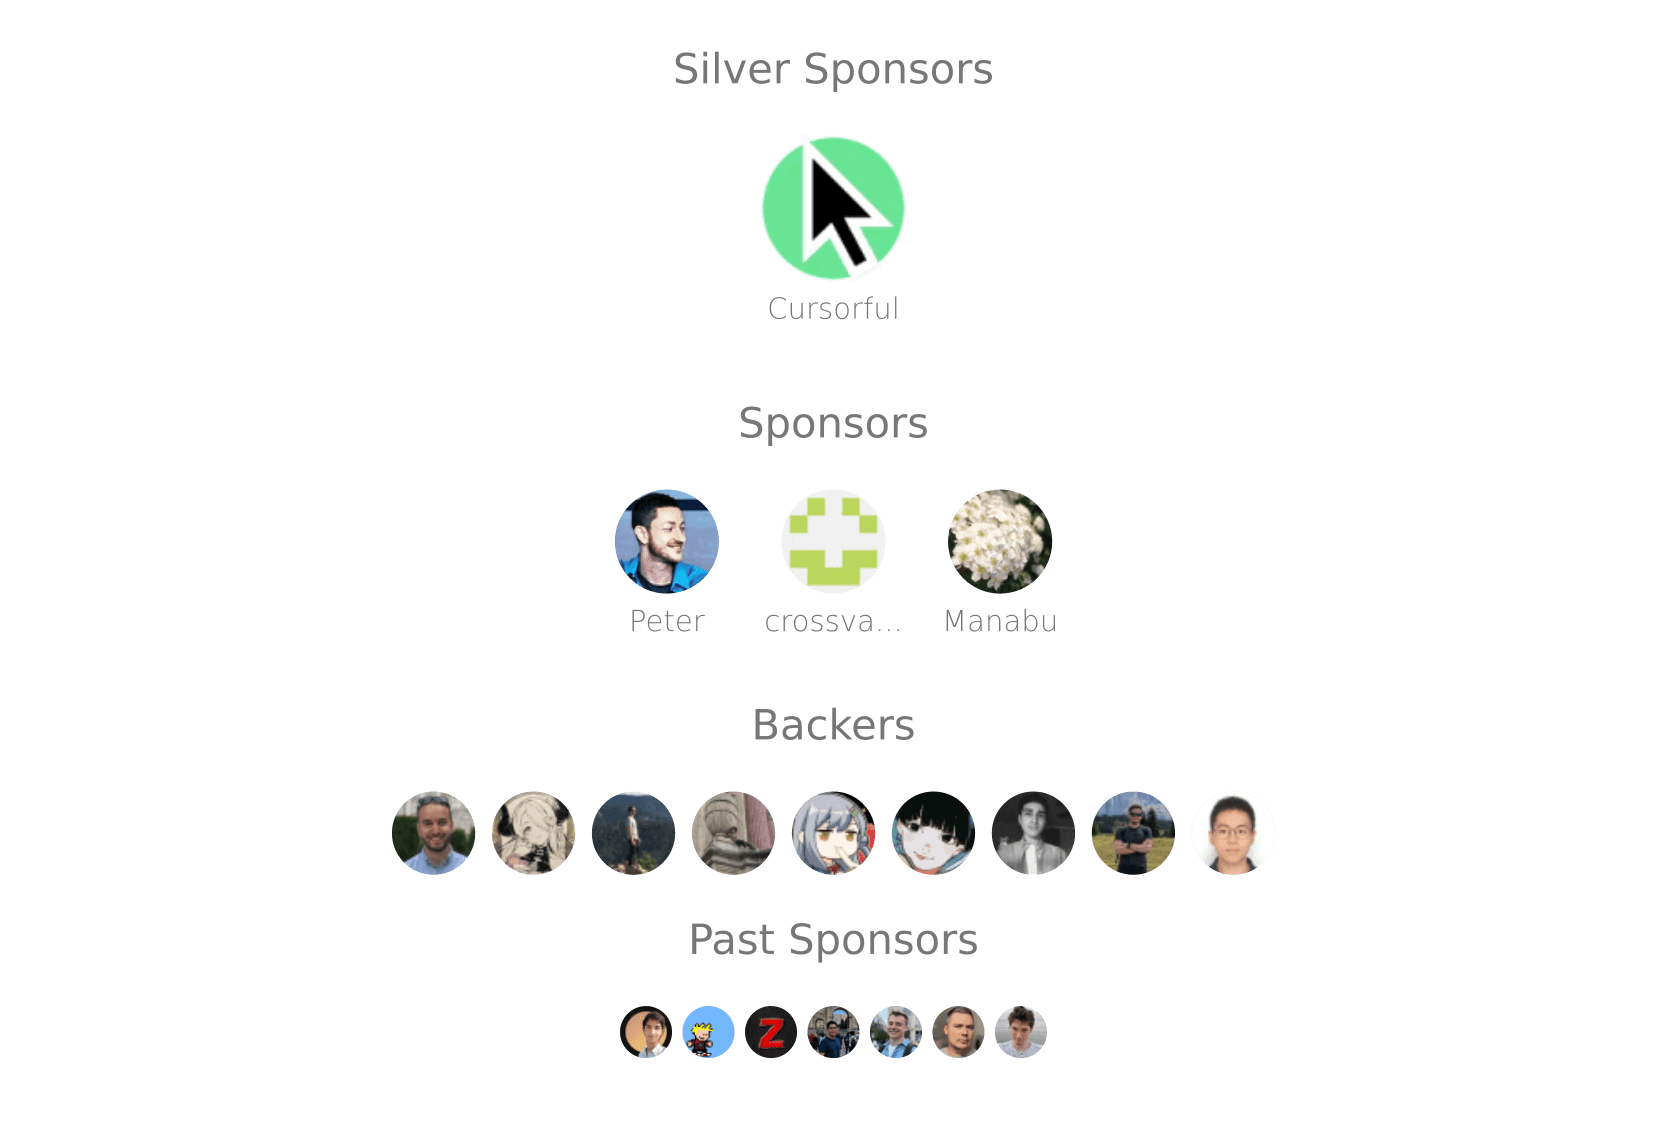 Silver Sponsors
Cursorful
Sponsors
Peter crossva... Manabu
Backers
Past Sponsors
Z